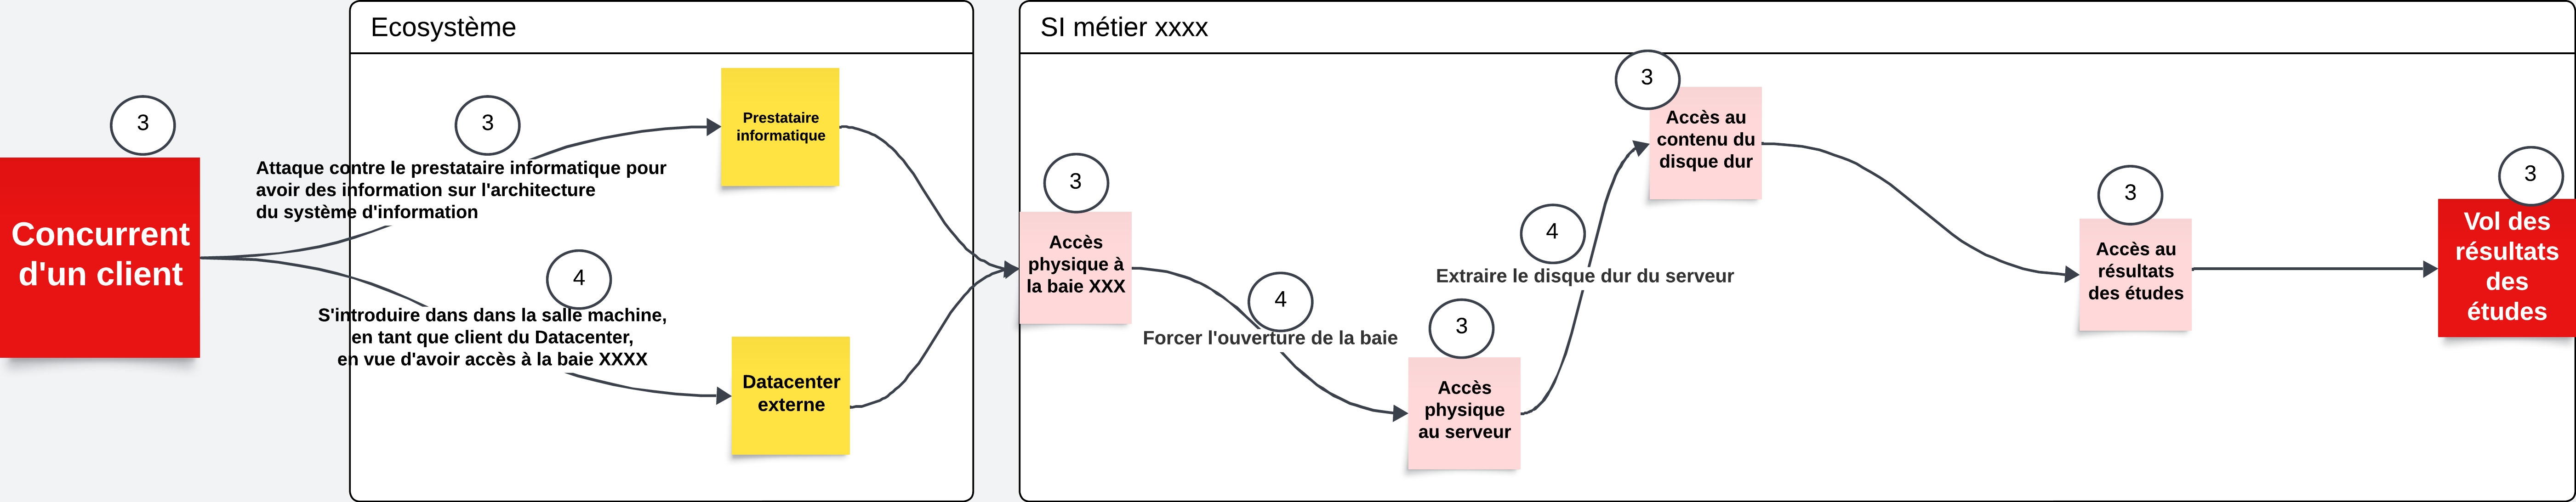 Ecosystème
SI métier xxxx
3
Concurrent
d'un client
3
Attaque contre le prestataire informatique pour
avoir des information sur l'architecture
du système d'information
4
S'introduire dans dans la salle machine,
en tant que client du Datacenter,
en vue d'avoir accès à la baie XXXX
Prestataire
informatique
Datacenter
externe
3
Accès
physique à
la baie XXX
4
Forcer l'ouverture de la baie
3
Accès
physique
au serveur
4
Extraire le disque dur du serveur
3
Accès au
contenu du
disque dur
3
Accès au
résultats
des études
3
Vol des
résultats
des
études